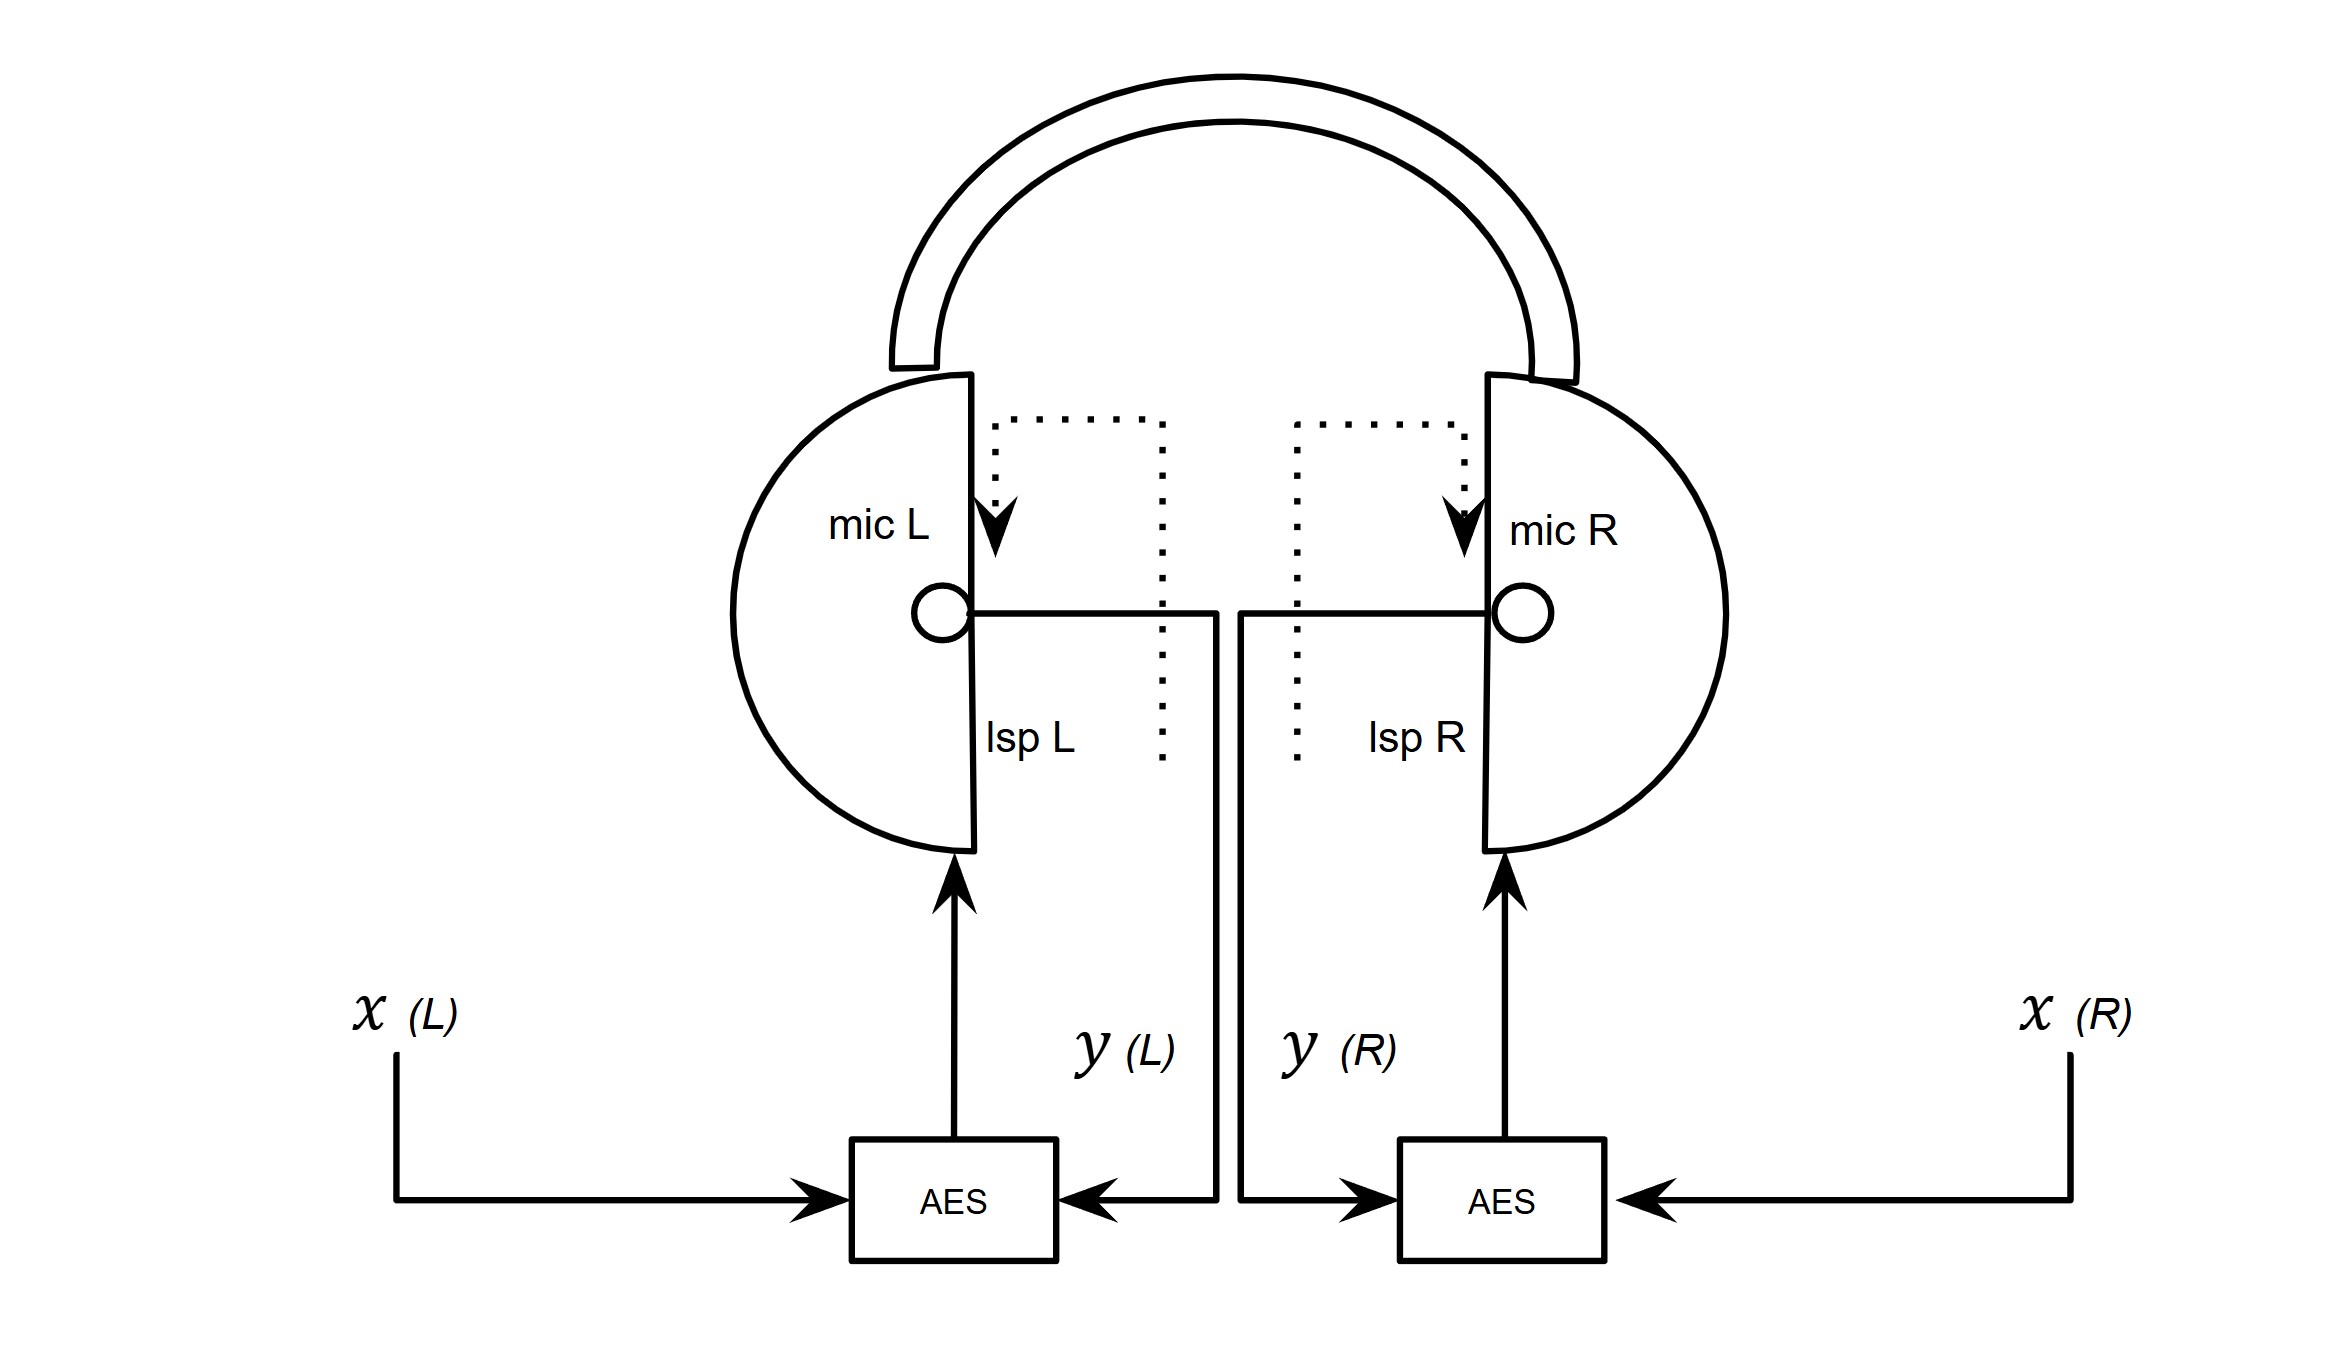 mic L
mic R
lsp L
lsp R
x (L)
x (R)
y (L)
y (R)
AES
AES